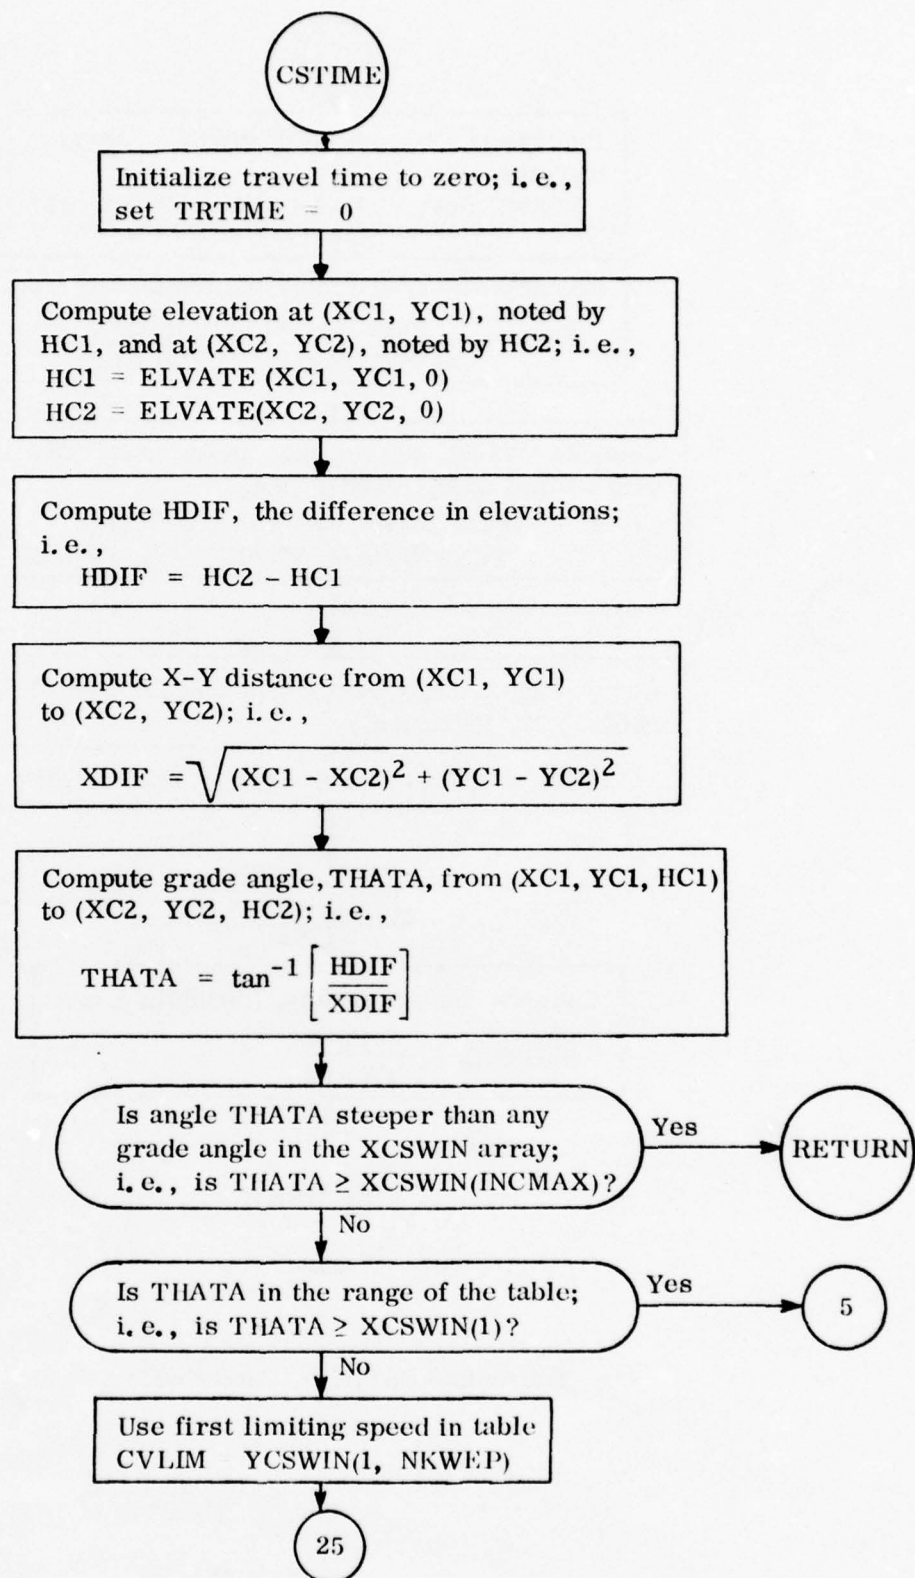 CSTIME
Initialize travel time to zero; i.e.,
set TRTIME = 0
Compute elevation at (XC1, YC1), noted by
HC1, and at (XC2, YC2), noted by HC2; i.e.,
HC1 = ELVATE (XC1, YC1, 0)
HC2 = ELVATE(XC2, YC2, 0)
Compute HDIF, the difference in elevations;
i.e.,
HDIF = HC2 - HC1
Compute X-Y distance from (XC1, YC1)
to (XC2, YC2); i.e.,
XDIF = √(XC1 - XC2)² + (YC1 - YC2)²
Compute grade angle, THATA, from (XC1, YC1, HC1)
to (XC2, YC2, HC2); i.e.,
THATA = tan⁻¹ [HDIF/XDIF]
Is angle THATA steeper than any
grade angle in the XCSWIN array;
i.e., is THATA ≥ XCSWIN(INCMAX)?
Yes
RETURN
No
Is THATA in the range of the table;
i.e., is THATA ≥ XCSWIN(1)?
Yes
5
No
Use first limiting speed in table
CVLIM YCSWIN(1, NKWEP)
25